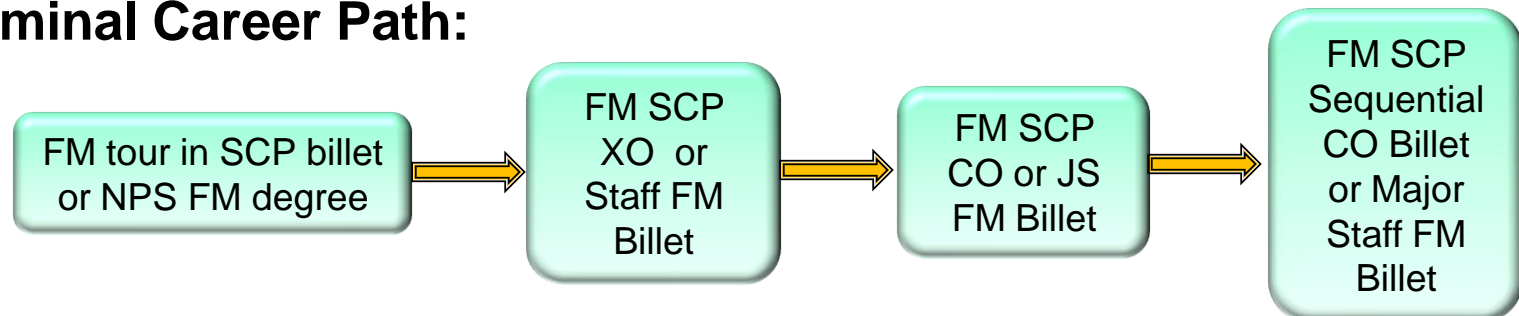 minal Career Path:
FM tour in SCP billet
or NPS FM degree
FM SCP
XO or
Staff FM
Billet
FM SCP
CO or JS
FM Billet
FM SCP
Sequential
CO Billet
or Major
Staff FM
Billet